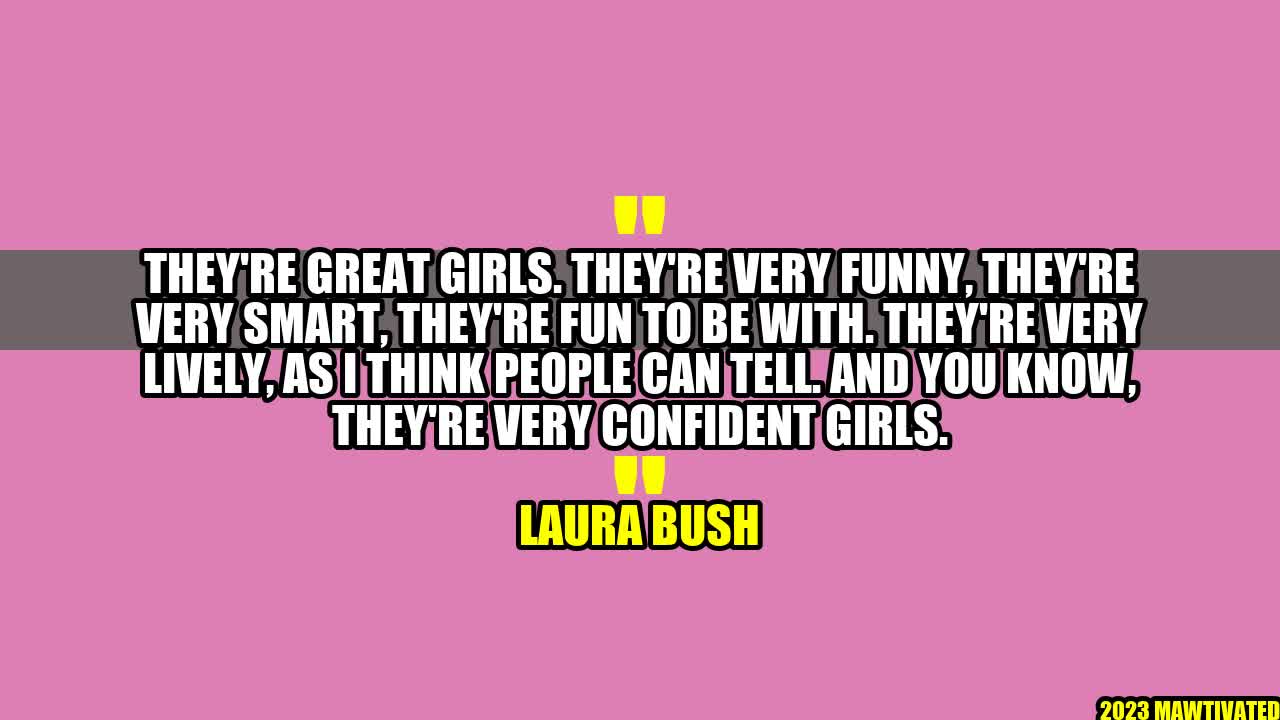 "
THEY'RE GREAT GIRLS. THEY'RE VERY FUNNY, THEY'RE
VERY SMART, THEY'RE FUN TO BE WITH. THEY'RE VERY
LIVELY, AS I THINK PEOPLE CAN TELL. AND YOU KNOW,
THEY'RE VERY CONFIDENT GIRLS.
"
LAURA BUSH
2023 MAWTIVATED